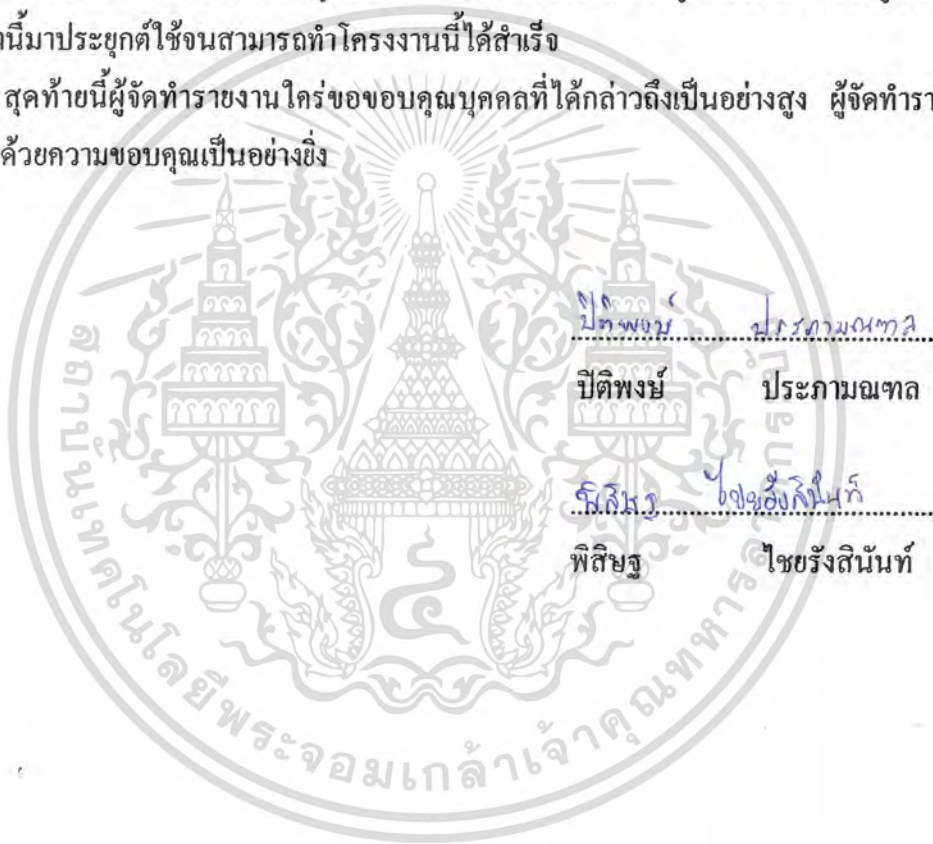 นี้มาประยุกต์ใช้จนสามารถทำโครงงานนี้ได้สำเร็จ
สุดท้ายนี้ผู้จัดทำรายงานใคร่ขอขอบคุณบุคคลที่ได้กล่าวถึงเป็นอย่างสูง ผู้จัดทำรา
ด้วยความขอบคุณเป็นอย่างยิ่ง
ปิติพงษ์ ประภามณฑล
ปิติพงษ์ ประภามณฑล
พิสิษฐ ไชยรังสินันท์
พิสิษฐ ไชยรังสินันท์
สถาบันเทคโนโลยีพระจอมเกล้าเจ้าคุณทหารลาดกระบัง